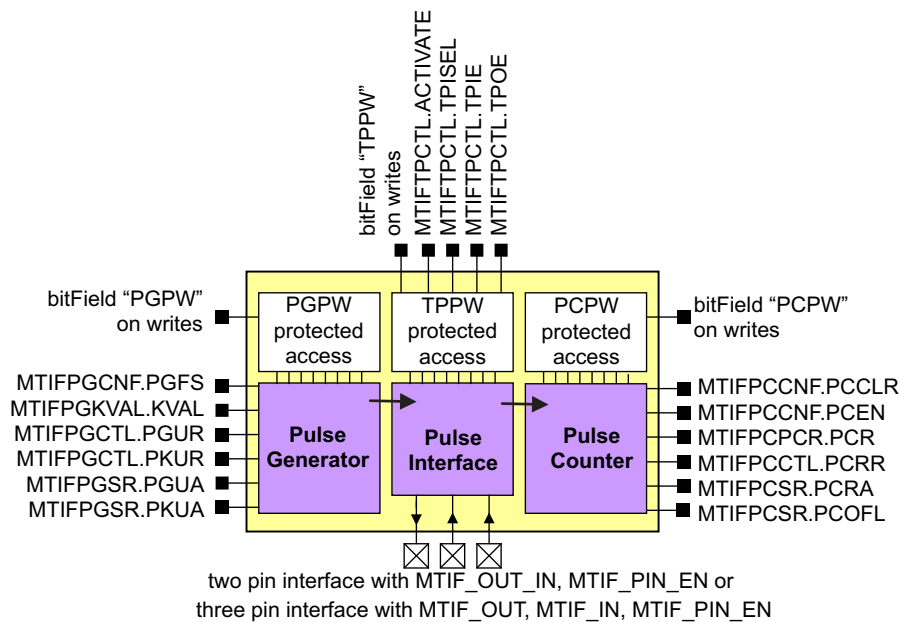 bitField “TPPW”
on writes
MTIFTPCTL.ACTIVATE
MTIFTPCTL.TPISEL
MTIFTPCTL.TPIE
MTIFTPCTL.TPOE
bitField “PGPW”
on writes
PGPW
protected
access
TPPW
protected
access
PCPW
protected
access
bitField “PCPW”
on writes
MTIFPGCNF.PGFS
MTIFPGKVAL.KVAL
MTIFPGCTL.PGUR
MTIFPGCTL.PKUR
MTIFPGSR.PGUA
MTIFPGSR.PKUA
Pulse
Generator
Pulse
Interface
Pulse
Counter
MTIFPCCNF.PCCLR
MTIFPCCNF.PCEN
MTIFPCPCR.PCR
MTIFPCCTL.PCRR
MTIFPCSR.PCRA
MTIFPCSR.PCOFL
two pin interface with MTIF_OUT_IN, MTIF_PIN_EN or
three pin interface with MTIF_OUT, MTIF_IN, MTIF_PIN_EN